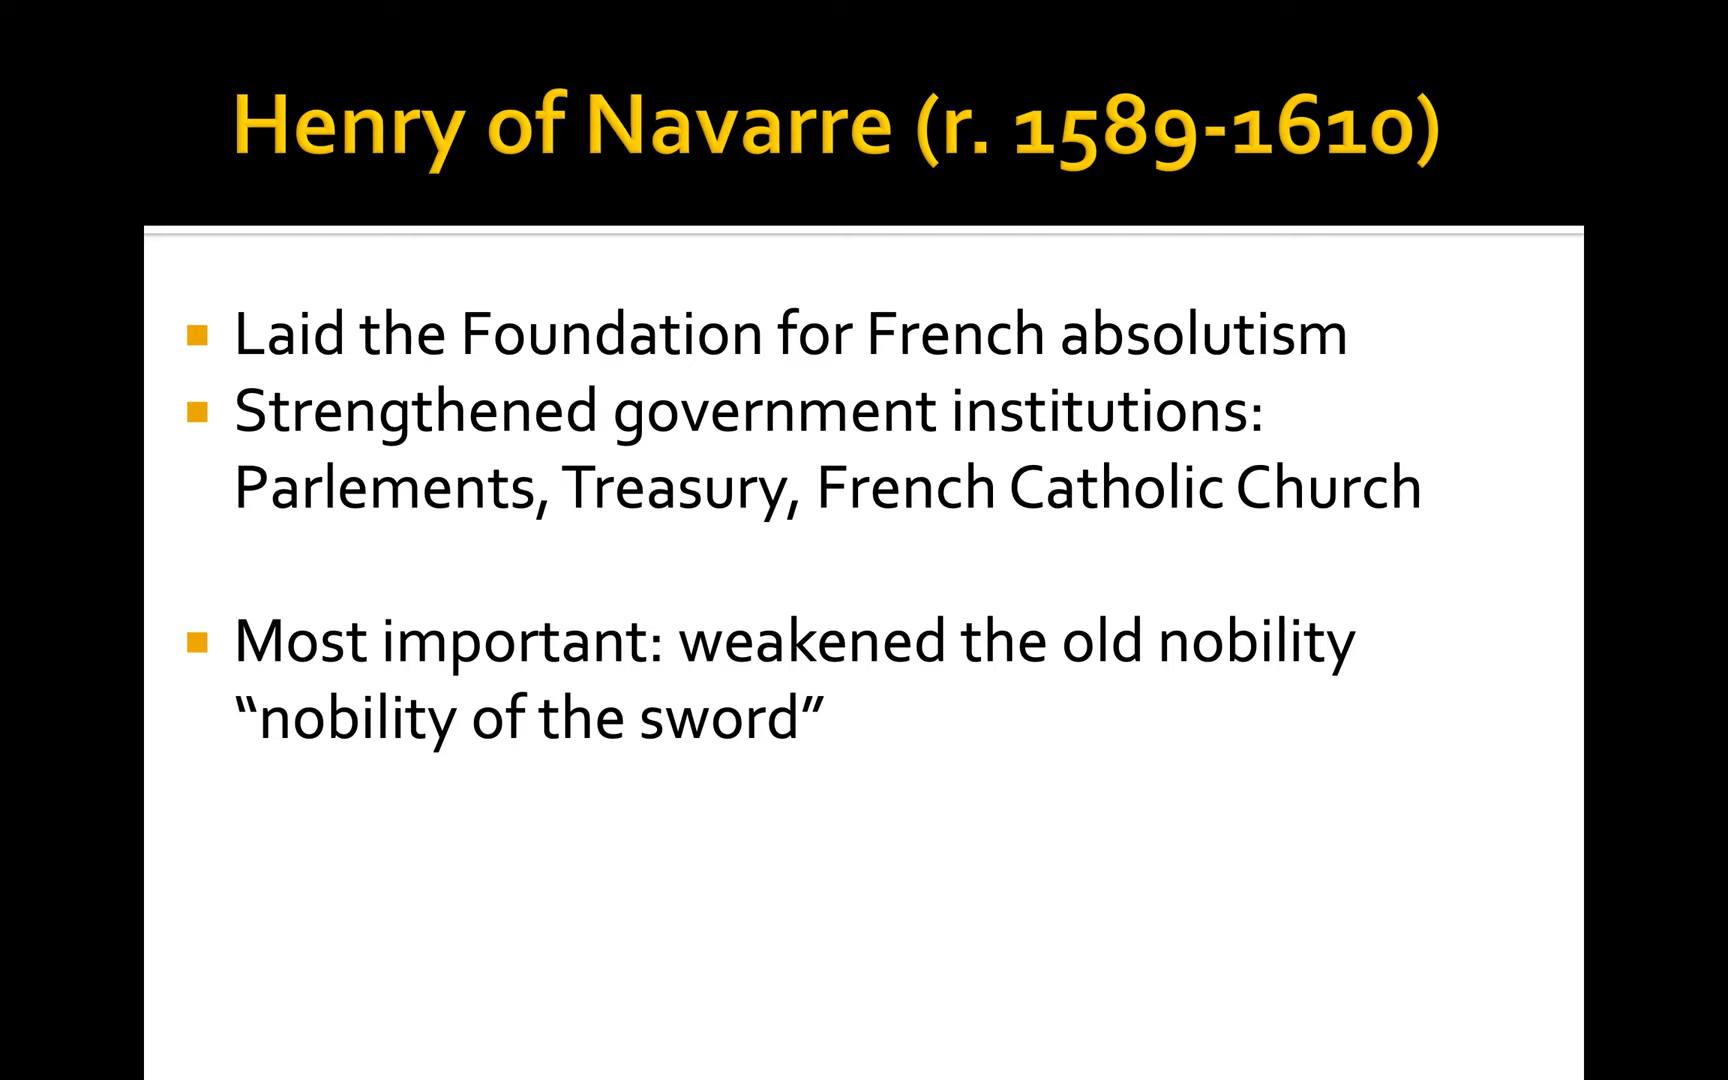 Henry of Navarre (r. 1589-1610)
Laid the Foundation for French absolutism
Strengthened government institutions:
Parlements, Treasury, French Catholic Church
Most important: weakened the old nobility
“nobility of the sword”